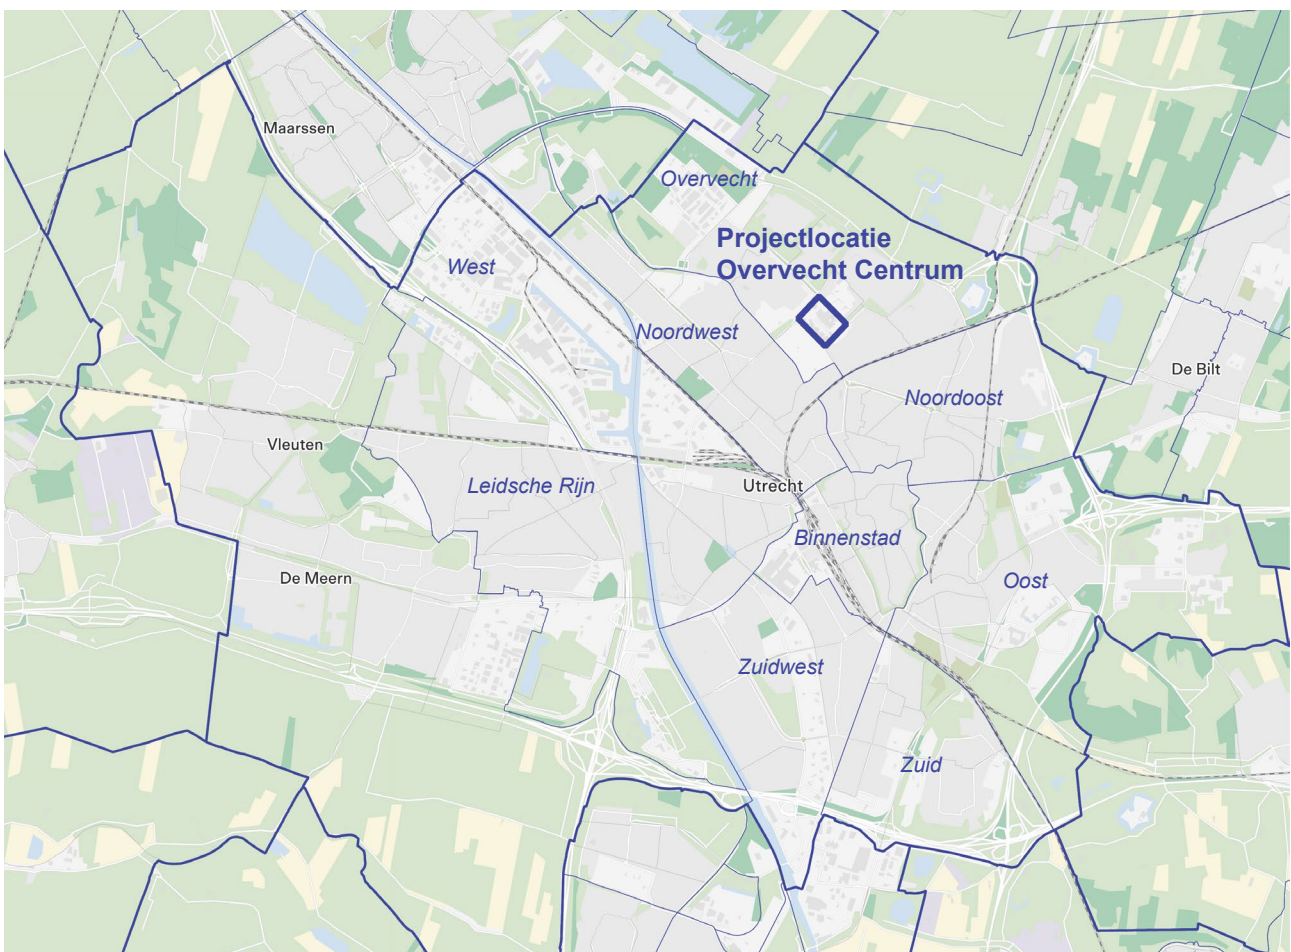 Maarssen
Overvecht
Projectlocatie
Overvecht Centrum
West
Noordwest
De Bilt
Noordoost
Vleuten
Leidsche Rijn
Utrecht
Binnenstad
De Meern
Oost
Zuidwest
Zuid